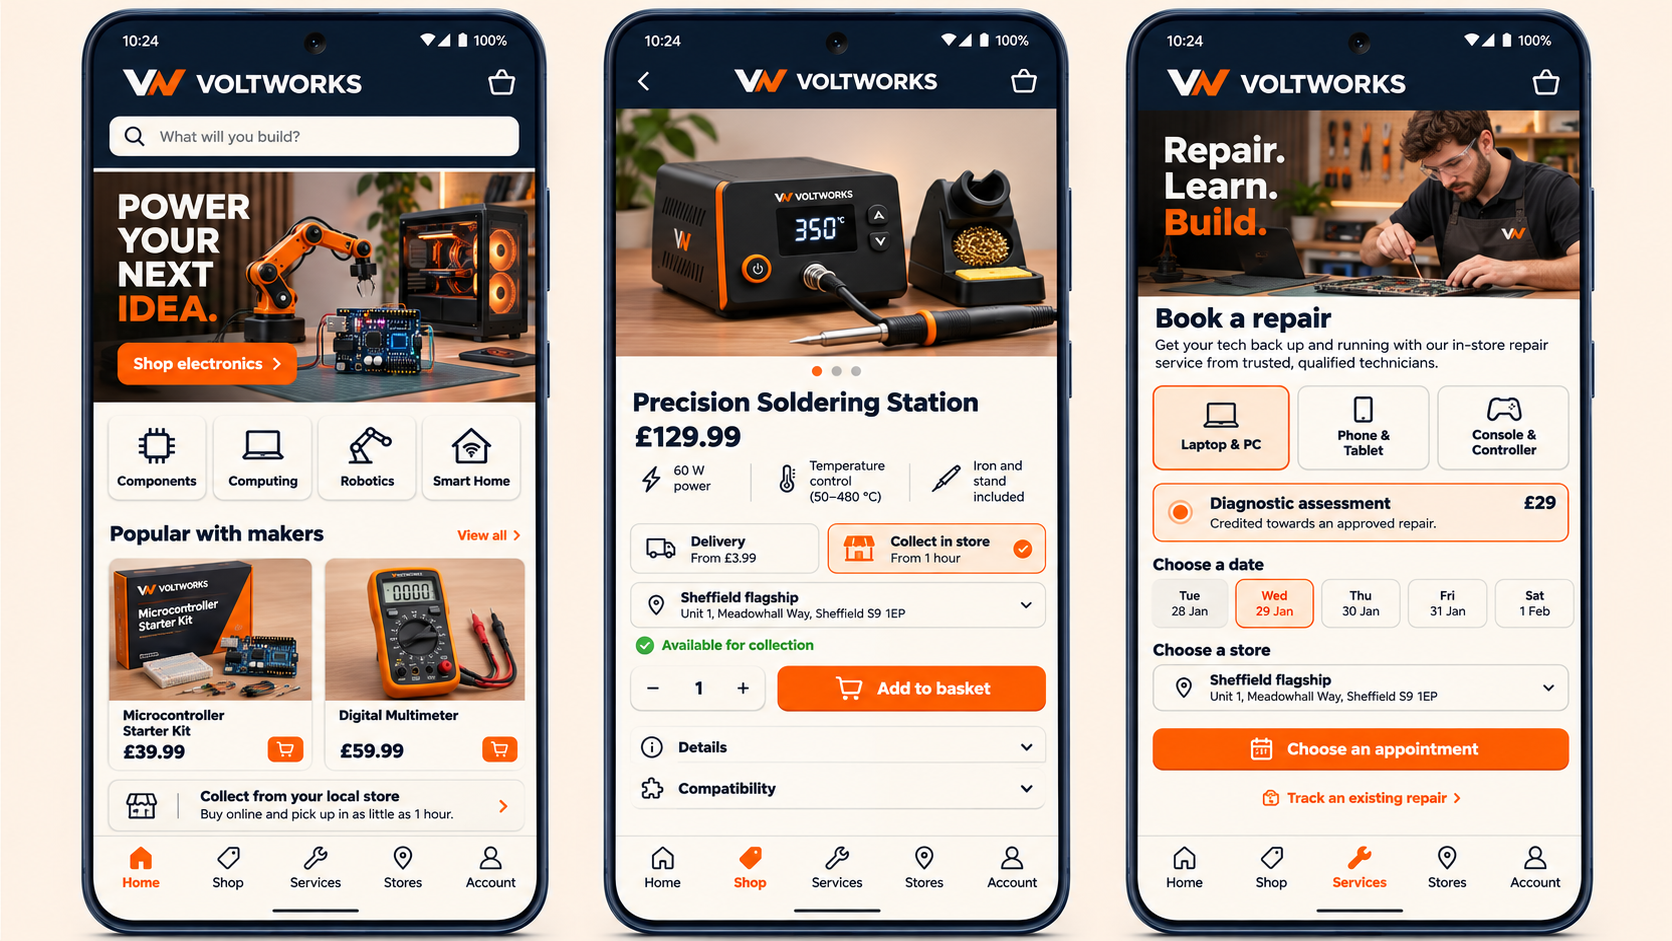 10:24
100%
VW VOLTWORKS
What will you build?
POWER
YOUR
NEXT
IDEA.
Shop electronics
Components
Computing
Robotics
Smart Home
Popular with makers
View all
VW VOLTWORKS
Microcontroller
Starter Kit
VOLTWORKS
0000
Microcontroller
Starter Kit
£39.99
Digital Multimeter
£59.99
Collect from your local store
Buy online and pick up in as little as 1 hour.
Home
Shop
Services
Stores
Account
10:24
100%
VW VOLTWORKS
VW VOLTWORKS
350°C
VW
Precision Soldering Station
£129.99
60 W
power
Temperature
control
(50–480 °C)
Iron and
stand
included
Delivery
From £3.99
Collect in store
From 1 hour
Sheffield flagship
Unit 1, Meadowhall Way, Sheffield S9 1EP
Available for collection
1
Add to basket
Details
Compatibility
Home
Shop
Services
Stores
Account
10:24
100%
VW VOLTWORKS
Repair.
Learn.
Build.
VW
Book a repair
Get your tech back up and running with our in-store repair
service from trusted, qualified technicians.
Laptop & PC
Phone &
Tablet
Console &
Controller
Diagnostic assessment
£29
Credited towards an approved repair.
Choose a date
Tue
28 Jan
Wed
29 Jan
Thu
30 Jan
Fri
31 Jan
Sat
1 Feb
Choose a store
Sheffield flagship
Unit 1, Meadowhall Way, Sheffield S9 1EP
Choose an appointment
Track an existing repair
Home
Shop
Services
Stores
Account